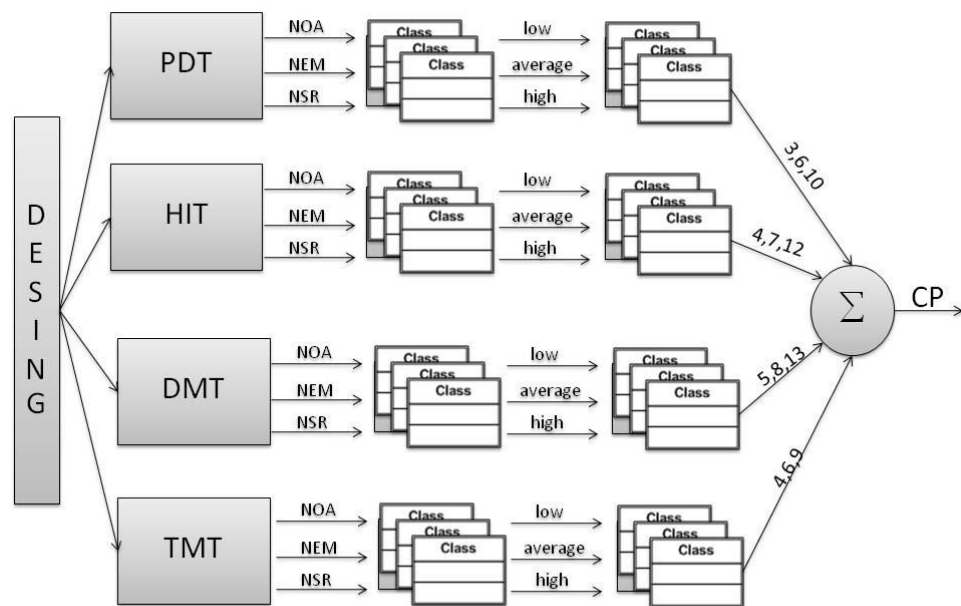 DESING
PDT
NOA
NEM
NSR
Class
Class
Class
low
average
high
Class
Class
Class
3,6,10
HIT
NOA
NEM
NSR
Class
Class
Class
low
average
high
Class
Class
Class
4,7,12
DMT
NOA
NEM
NSR
Class
Class
Class
low
average
high
Class
Class
Class
5,8,13
TMT
NOA
NEM
NSR
Class
Class
Class
low
average
high
Class
Class
Class
4,6,9
Σ
CP